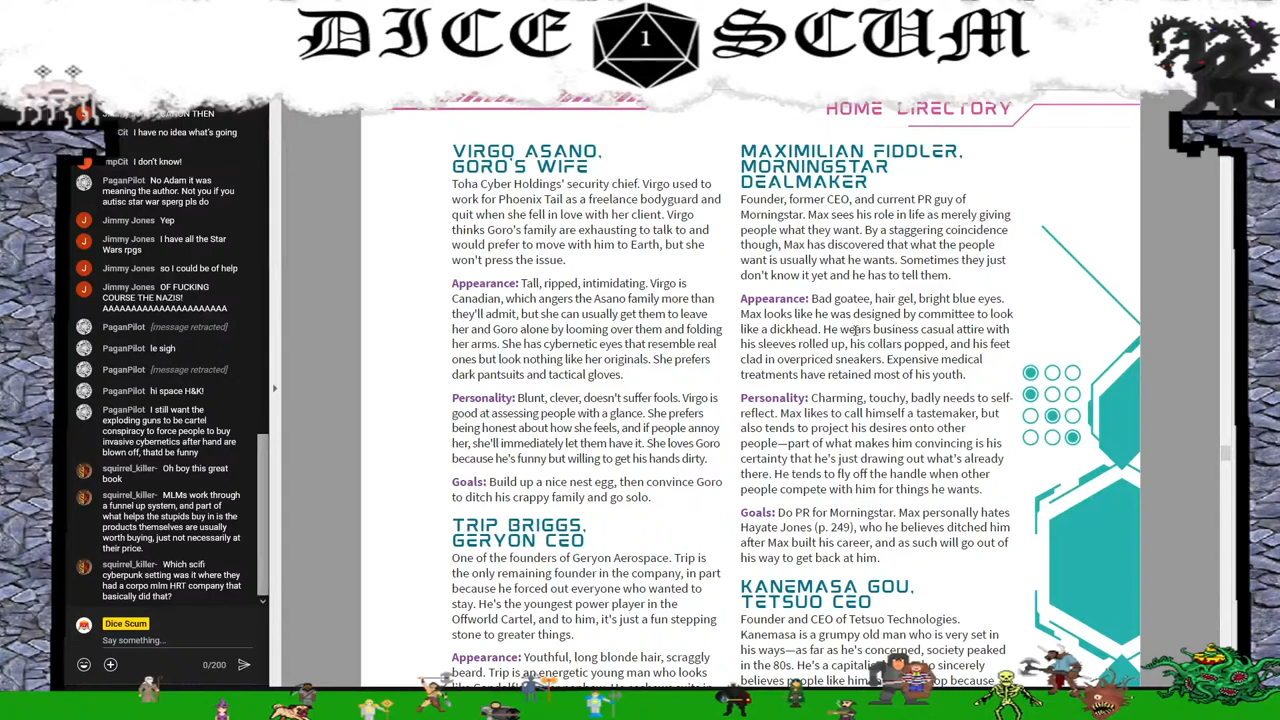 DICE 1 SCUM
CANON THEN
I have no idea what's going
I don't know!
PaganPilot No Adam it was
meaning the author. Not you if you
autisc star war sperg pls do
Jimmy Jones Yep
Jimmy Jones I have all the Star
Wars rpgs
Jimmy Jones so I could be of help
Jimmy Jones OF FUCKING
COURSE THE NAZIS!
AAAAAAAAAAAAAAAAAAAAAA
PaganPilot [message retracted]
PaganPilot le sigh
PaganPilot [message retracted]
PaganPilot hi space H&K!
PaganPilot I still want the
exploding guns to be cartel
conspiracy to force people to buy
invasive cybernetics after hand are
blown off, thatd be funny
squirrel_killer- Oh boy this great
book
squirrel_killer- MLMs work through
a funnel up system, and part of
what helps the stupids buy in is the
products themselves are usually
worth buying, just not necessarily at
their price.
squirrel_killer- Which scifi
cyberpunk setting was it where they
had a corpo mlm HRT company that
basically did that?
Dice Scum
Say something...
0/200
HOME DIRECTORY
VIRGO ASANO,
GORO'S WIFE
Toha Cyber Holdings' security chief. Virgo used to
work for Phoenix Tail as a freelance bodyguard and
quit when she fell in love with her client. Virgo
thinks Goro's family are exhausting to talk to and
would prefer to move with him to Earth, but she
won't press the issue.
Appearance: Tall, ripped, intimidating. Virgo is
Canadian, which angers the Asano family more than
they'll admit, but she can usually get them to leave
her and Goro alone by looming over them and folding
her arms. She has cybernetic eyes that resemble real
ones but look nothing like her originals. She prefers
dark pantsuits and tactical gloves.
Personality: Blunt, clever, doesn't suffer fools. Virgo is
good at assessing people with a glance. She prefers
being honest about how she feels, and if people annoy
her, she'll immediately let them have it. She loves Goro
because he's funny but willing to get his hands dirty.
Goals: Build up a nice nest egg, then convince Goro
to ditch his crappy family and go solo.
TRIP BRIGGS,
GERYON CEO
One of the founders of Geryon Aerospace. Trip is
the only remaining founder in the company, in part
because he forced out everyone who wanted to
stay. He's the youngest power player in the
Offworld Cartel, and to him, it's just a fun stepping
stone to greater things.
Appearance: Youthful, long blonde hair, scraggly
beard. Trip is an energetic young man who looks
MAXIMILIAN FIDDLER,
MORNINGSTAR
DEALMAKER
Founder, former CEO, and current PR guy of
Morningstar. Max sees his role in life as merely giving
people what they want. By a staggering coincidence
though, Max has discovered that what the people
want is usually what he wants. Sometimes they just
don't know it yet and he has to tell them.
Appearance: Bad goatee, hair gel, bright blue eyes.
Max looks like he was designed by committee to look
like a dickhead. He wears business casual attire with
his sleeves rolled up, his collars popped, and his feet
clad in overpriced sneakers. Expensive medical
treatments have retained most of his youth.
Personality: Charming, touchy, badly needs to self-
reflect. Max likes to call himself a tastemaker, but
also tends to project his desires onto other
people—part of what makes him convincing is his
certainty that he's just drawing out what's already
there. He tends to fly off the handle when other
people compete with him for things he wants.
Goals: Do PR for Morningstar. Max personally hates
Hayate Jones (p. 249), who he believes ditched him
after Max built his career, and as such will go out of
his way to get back at him.
KANEMASA GOU,
TETSUO CEO
Founder and CEO of Tetsuo Technologies.
Kanemasa is a grumpy old man who is very set in
his ways—as far as he's concerned, society peaked
in the 80s. He's a capitali so sincerely
believes people like him op because